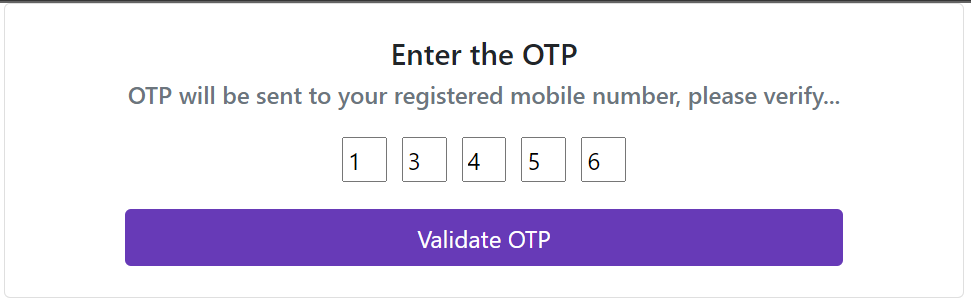 Enter the OTP
OTP will be sent to your registered mobile number, please verify...
1 3 4 5 6
Validate OTP